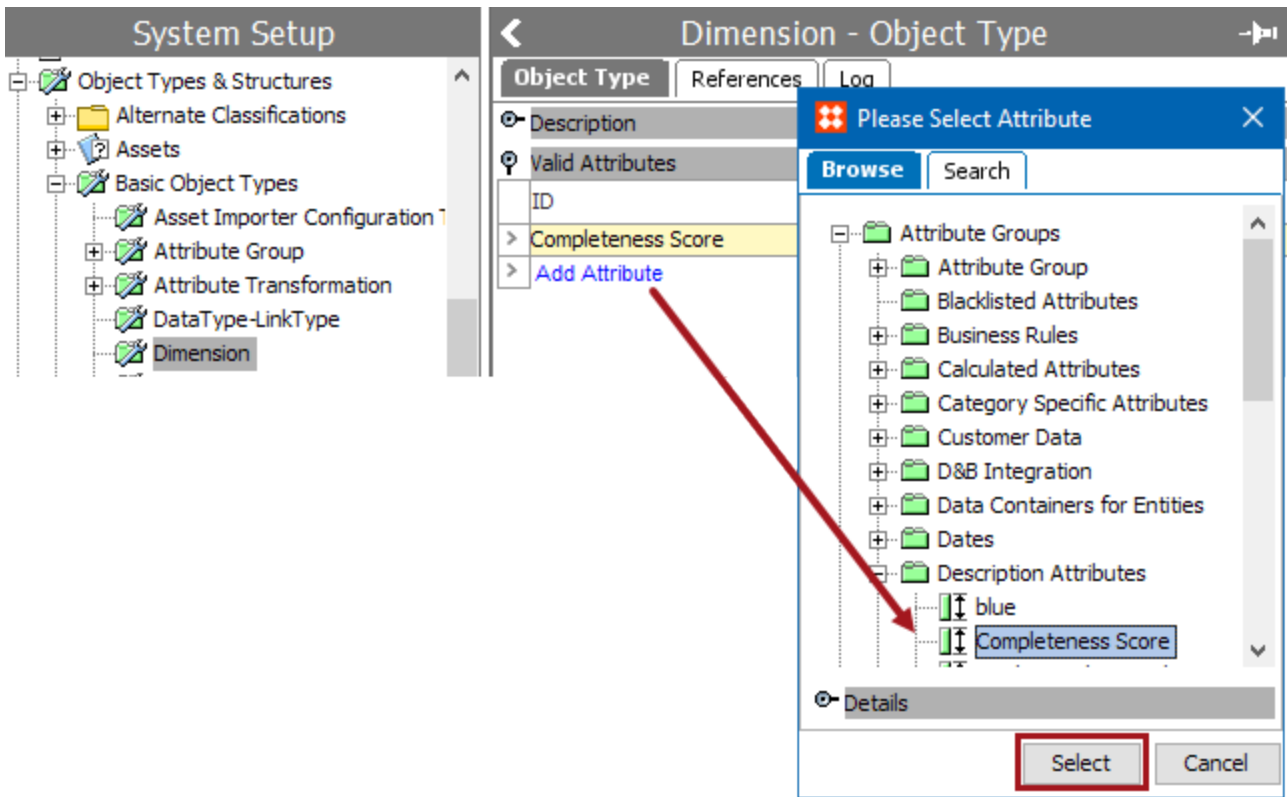 System Setup
Object Types & Structures
Alternate Classifications
Assets
Basic Object Types
Asset Importer Configuration
Attribute Group
Attribute Transformation
DataType-LinkType
Dimension
Dimension - Object Type
Object Type
References
Log
Description
Valid Attributes
ID
Completeness Score
Add Attribute
Please Select Attribute
Browse
Search
Attribute Groups
Attribute Group
Blacklisted Attributes
Business Rules
Calculated Attributes
Category Specific Attributes
Customer Data
D&B Integration
Data Containers for Entities
Dates
Description Attributes
blue
Completeness Score
Details
Select
Cancel